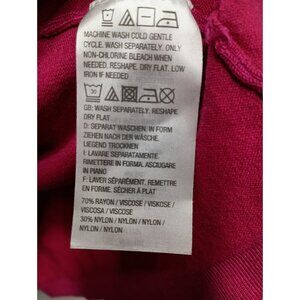 MACHINE WASH COLD GENTLE
CYCLE. WASH SEPARATELY. ONLY
NON-CHLORINE BLEACH WHEN
NEEDED. RESHAPE. DRY FLAT. LOW
IRON IF NEEDED
30
GB: WASH SEPARATELY. RESHAPE.
DRY FLAT
D: SEPARAT WASCHEN. IN FORM
ZIEHEN NACH DER WÄSCHE.
LIEGEND TROCKNEN
I: LAVARE SEPARATAMENTE.
RIMETTERE IN FORMA. ASCIUGARE
IN PIANO
F: LAVER SÉPARÉMENT. REMETTRE
EN FORME. SÉCHER À PLAT
70% RAYON / VISCOSE / VISKOSE /
VISCOSA / VISCOSE
30% NYLON / NYLON / NYLON /
NYLON / NYLON